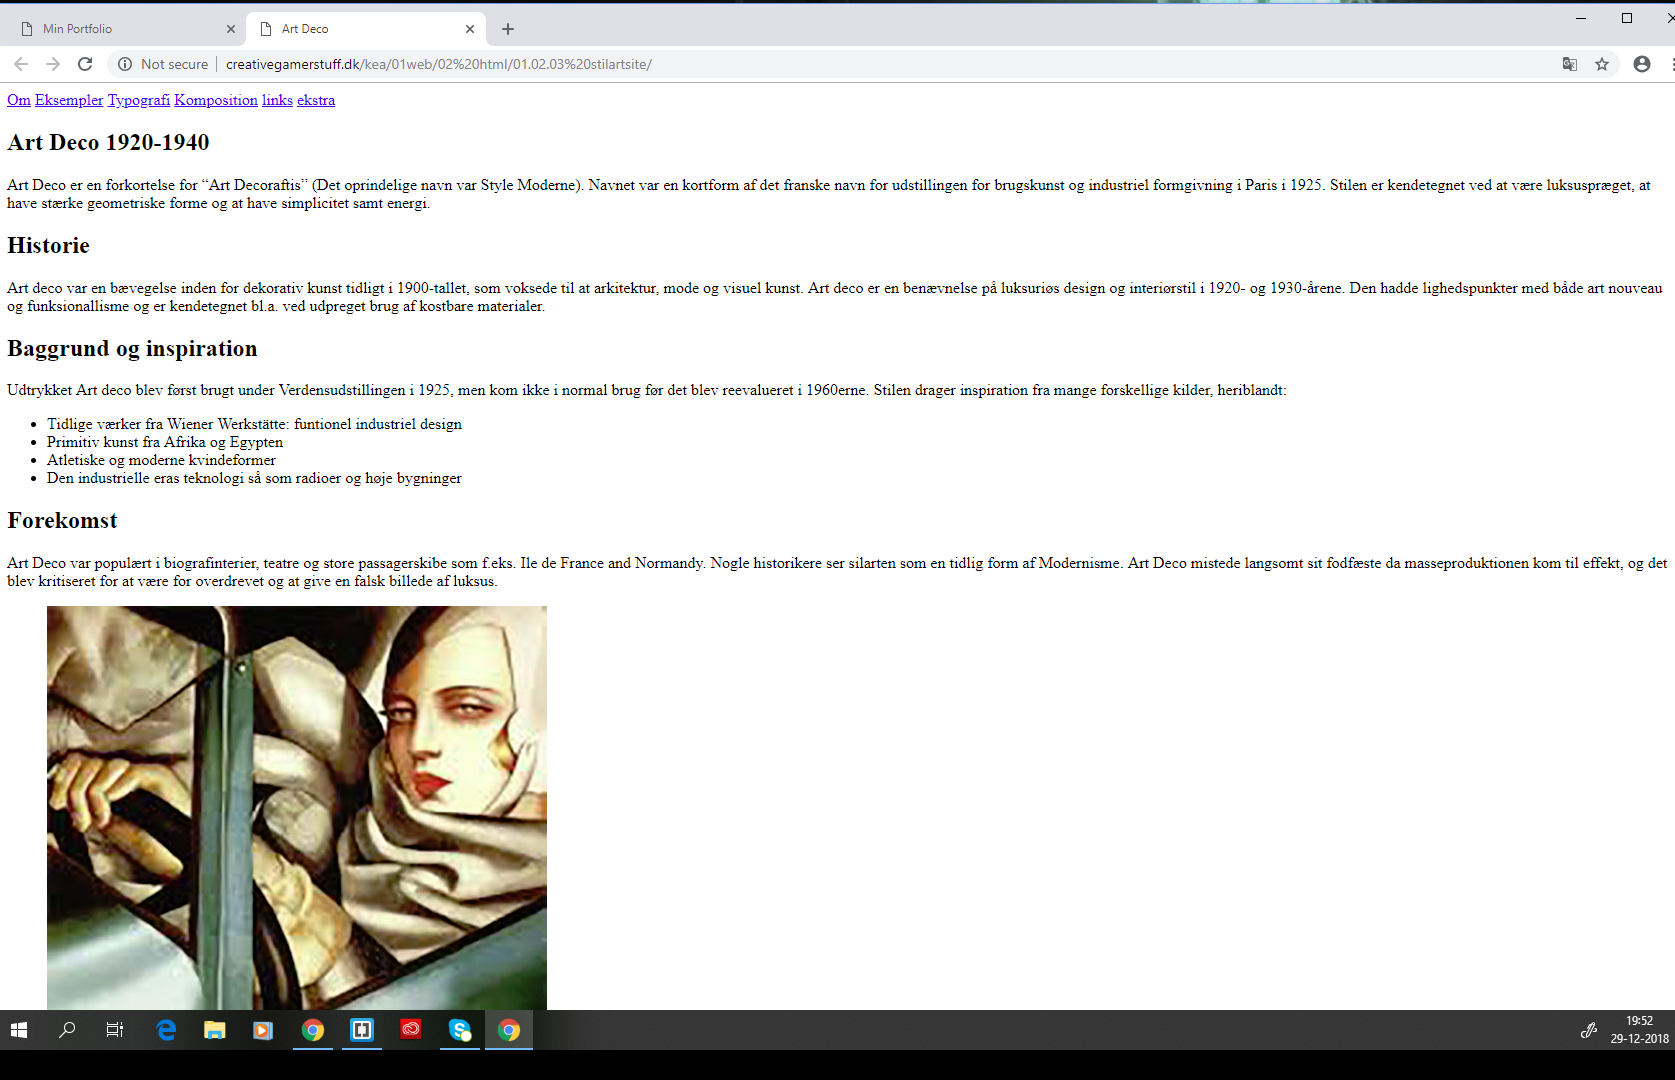 Min Portfolio
Art Deco
Not secure
creativegamerstuff.dk/kea/01web/02%20html/01.02.03%20stilartsite/
Om Eksempler Typografi Komposition links ekstra
Art Deco 1920-1940
Art Deco er en forkortelse for “Art Decoraftis” (Det oprindelige navn var Style Moderne). Navnet var en kortform af det franske navn for udstillingen for brugskunst og industriel formgivning i Paris i 1925. Stilen er kendetegnet ved at være luksuspræget, at
have stærke geometriske forme og at have simplicitet samt energi.
Historie
Art deco var en bævegelse inden for dekorativ kunst tidligt i 1900-tallet, som voksede til at arkitektur, mode og visuel kunst. Art deco er en benævnelse på luksuriøs design og interiørstil i 1920- og 1930-årene. Den hadde lighedspunkter med både art nouveau
og funksionallisme og er kendetegnet bl.a. ved udpreget brug af kostbare materialer.
Baggrund og inspiration
Udtrykket Art deco blev først brugt under Verdensudstillingen i 1925, men kom ikke i normal brug før det blev reevalueret i 1960erne. Stilen drager inspiration fra mange forskellige kilder, heriblandt:
Tidlige værker fra Wiener Werkstätte: funtionel industriel design
Primitiv kunst fra Afrika og Egypten
Atletiske og moderne kvindeformer
Den industrielle eras teknologi så som radioer og høje bygninger
Forekomst
Art Deco var populært i biografinterier, teatre og store passagerskibe som f.eks. Ile de France and Normandy. Nogle historikere ser silarten som en tidlig form af Modernisme. Art Deco mistede langsomt sit fodfæste da masseproduktionen kom til effekt, og det
blev kritiseret for at være for overdrevet og at give en falsk billede af luksus.
19:52
29-12-2018